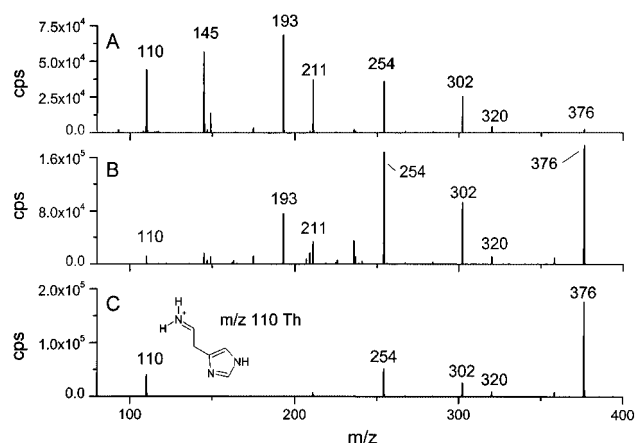 A
cps
7.5x10⁴
5.0x10⁴
2.5x10⁴
0.0
110
145
193
211
254
302
320
376
B
cps
1.6x10⁵
8.0x10⁴
0.0
110
193
211
254
302
320
376
C
cps
2.0x10⁵
1.0x10⁵
0.0
H
N
+
H
NH
N
m/z 110 Th
110
254
302
320
376
100
200
300
400
m/z